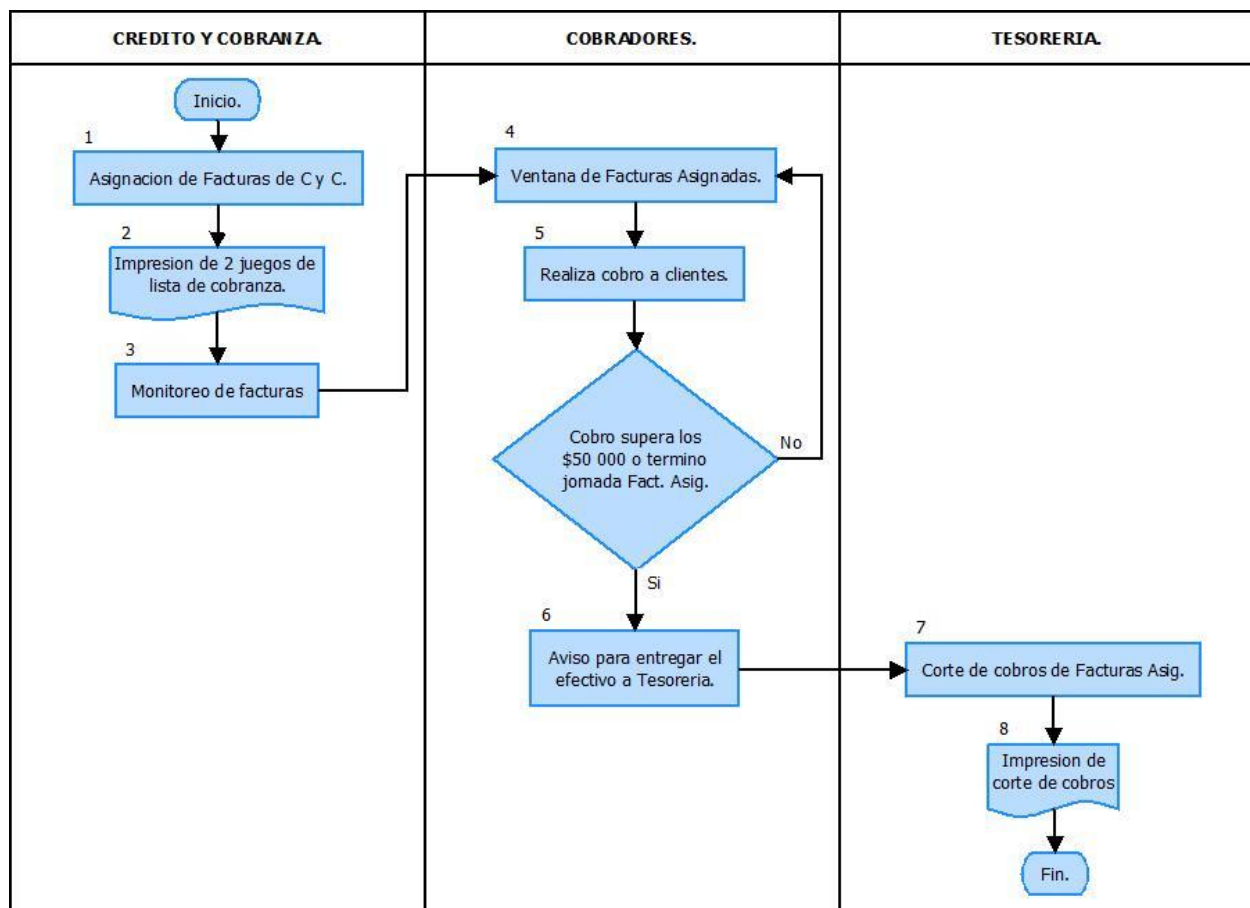 CREDITO Y COBRANZA.
COBRADORES.
TESORERIA.
Inicio.
1
Asignacion de Facturas de C y C.
2
Impresion de 2 juegos de
lista de cobranza.
3
Monitoreo de facturas
4
Ventana de Facturas Asignadas.
5
Realiza cobro a clientes.
Cobro supera los
$50 000 o termino
jornada Fact. Asig.
No
Si
6
Aviso para entregar el
efectivo a Tesoreria.
7
Corte de cobros de Facturas Asig.
8
Impresion de
corte de cobros
Fin.